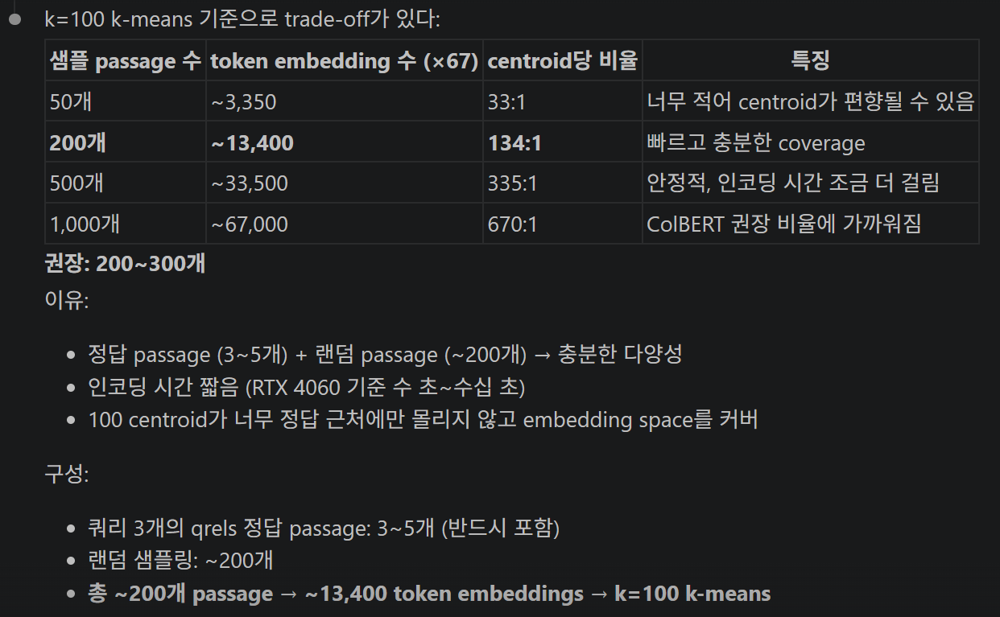 k=100 k-means 기준으로 trade-off가 있다:
샘플 passage 수 token embedding 수 (×67) centroid당 비율 특징
50개 ~3,350 33:1 너무 적어 centroid가 편향될 수 있음
200개 ~13,400 134:1 빠르고 충분한 coverage
500개 ~33,500 335:1 안정적, 인코딩 시간 조금 더 걸림
1,000개 ~67,000 670:1 ColBERT 권장 비율에 가까워짐
권장: 200~300개
이유:
• 정답 passage (3~5개) + 랜덤 passage (~200개) → 충분한 다양성
• 인코딩 시간 짧음 (RTX 4060 기준 수 초~수십 초)
• 100 centroid가 너무 정답 근처에만 몰리지 않고 embedding space를 커버
구성:
• 쿼리 3개의 qrels 정답 passage: 3~5개 (반드시 포함)
• 랜덤 샘플링: ~200개
• 총 ~200개 passage → ~13,400 token embeddings → k=100 k-means